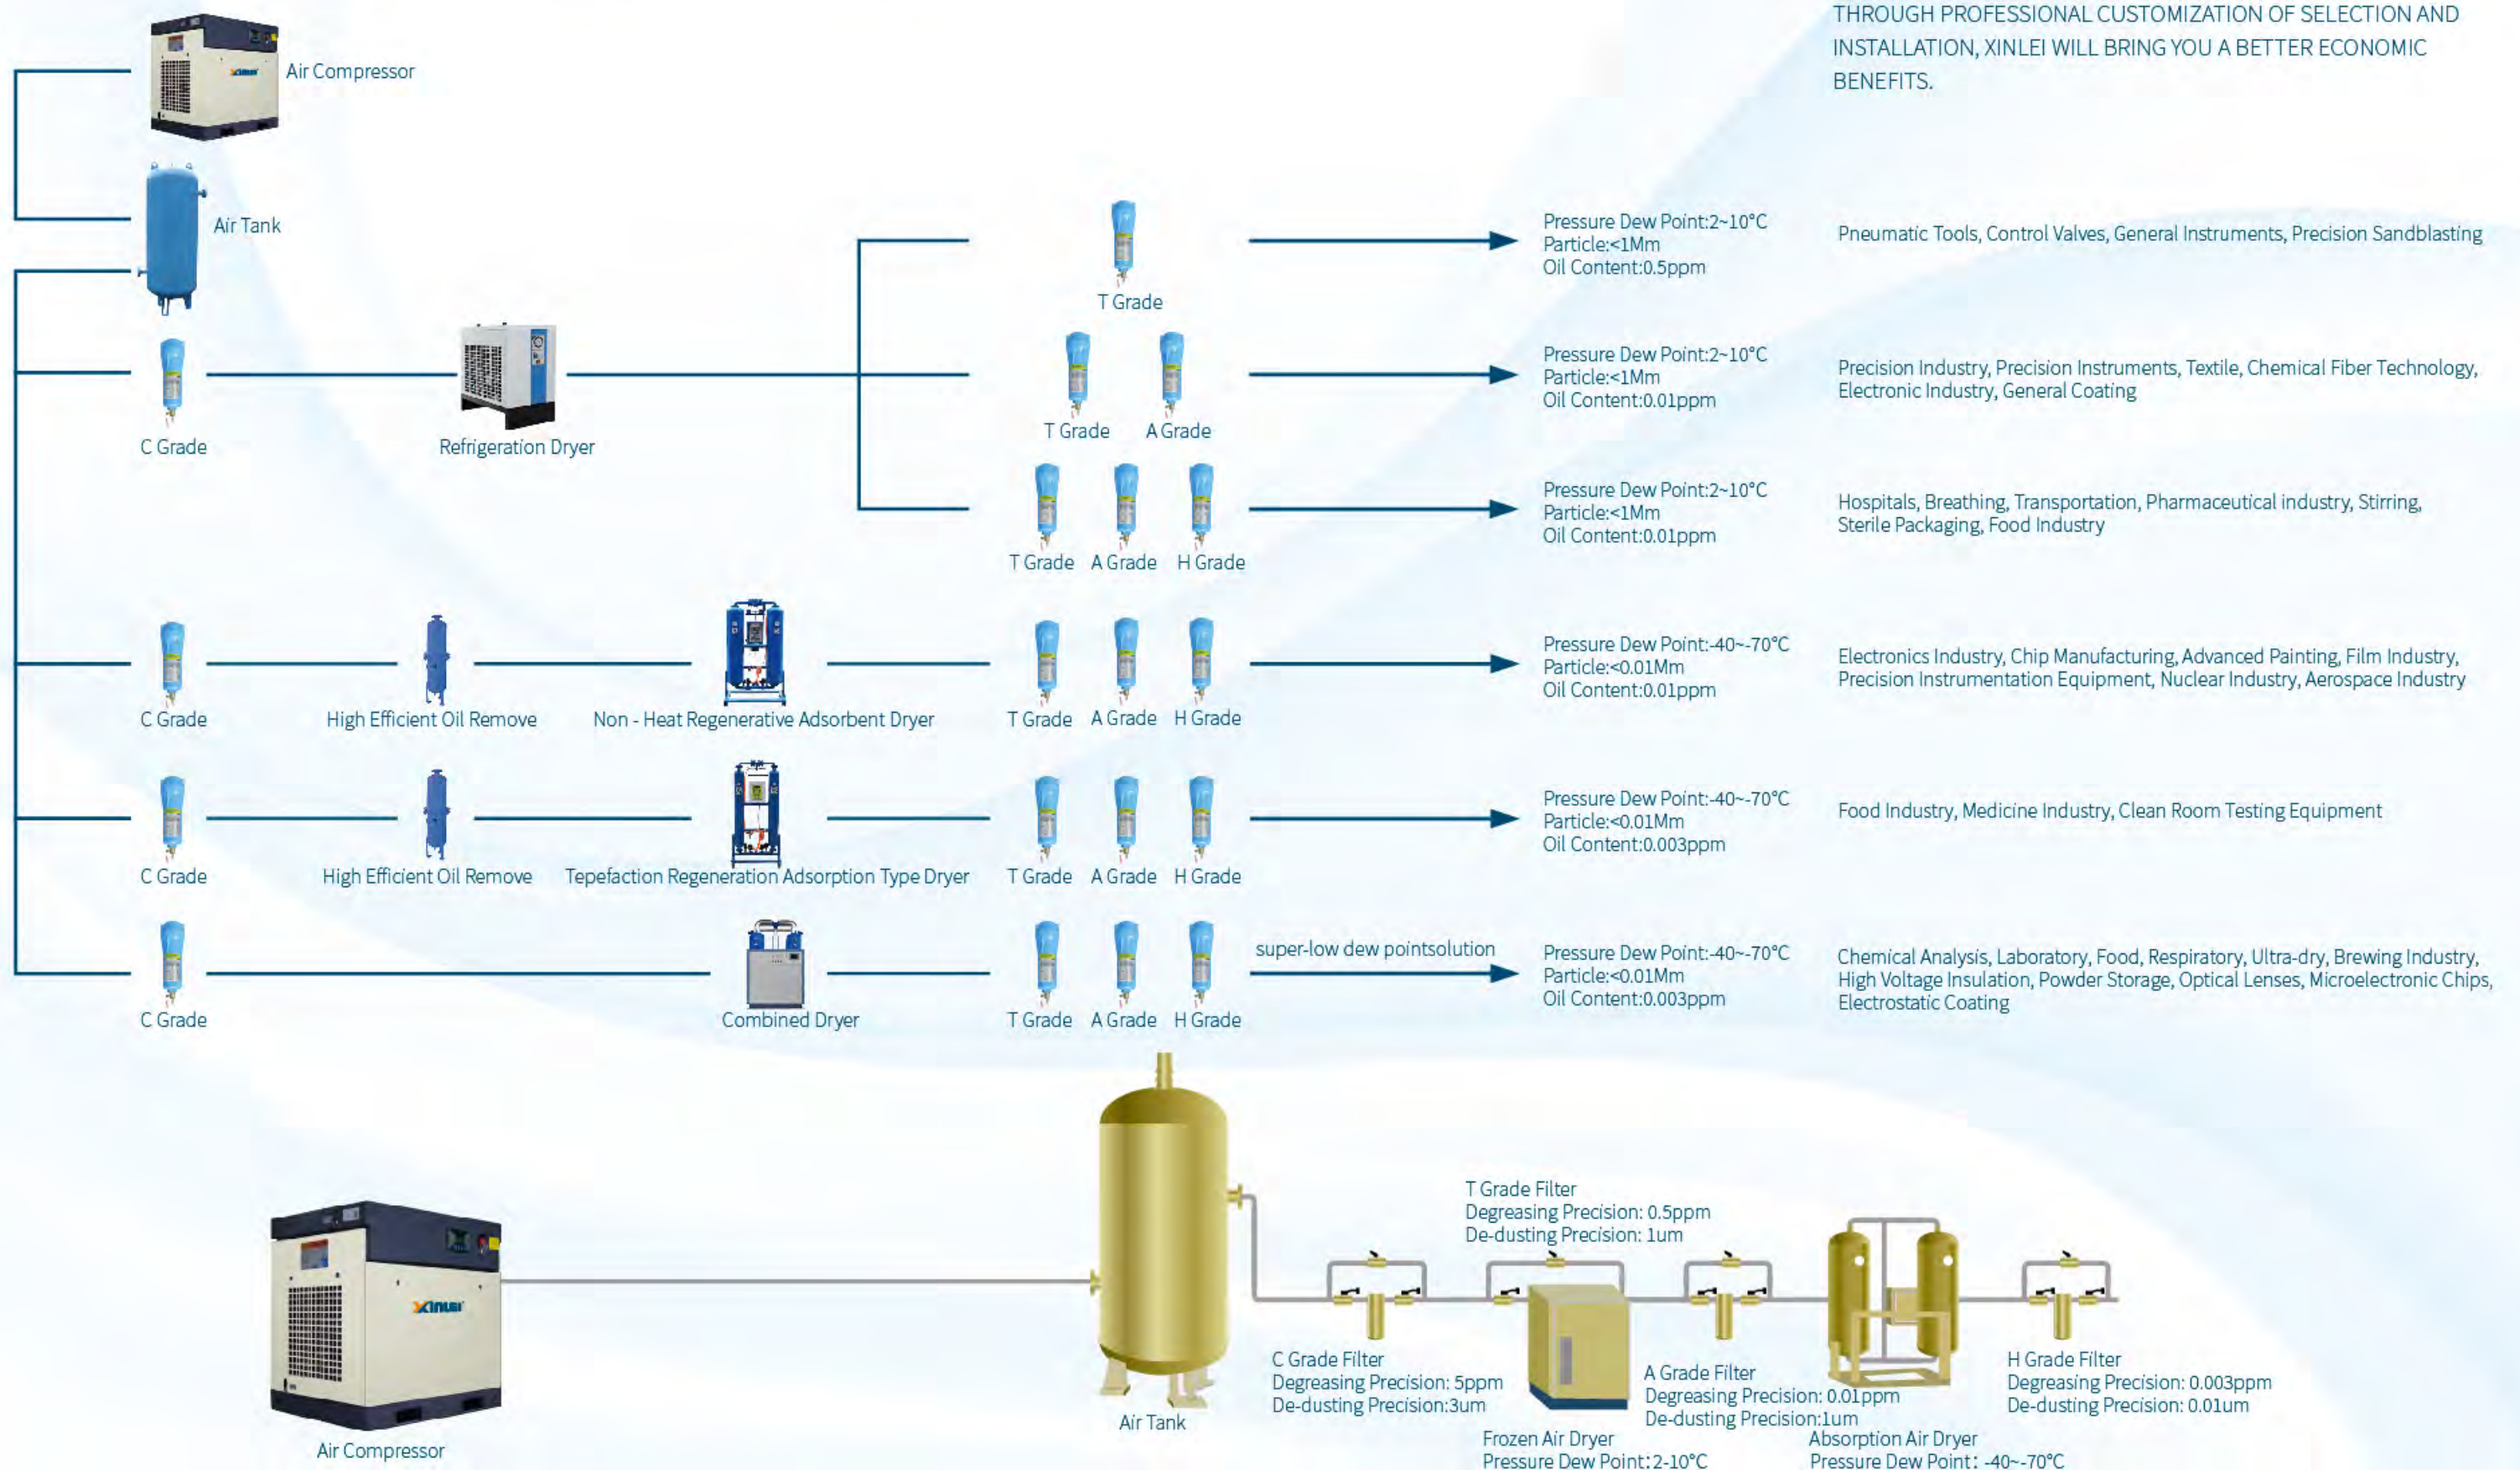 THROUGH PROFESSIONAL CUSTOMIZATION OF SELECTION AND
INSTALLATION, XINLEI WILL BRING YOU A BETTER ECONOMIC
BENEFITS.
Air Compressor
Air Tank
T Grade
Pressure Dew Point:2~10°C
Particle:<1Mm
Oil Content:0.5ppm
Pneumatic Tools, Control Valves, General Instruments, Precision Sandblasting
C Grade
Refrigeration Dryer
T Grade
A Grade
Pressure Dew Point:2~10°C
Particle:<1Mm
Oil Content:0.01ppm
Precision Industry, Precision Instruments, Textile, Chemical Fiber Technology,
Electronic Industry, General Coating
T Grade
A Grade
H Grade
Pressure Dew Point:2~10°C
Particle:<1Mm
Oil Content:0.01ppm
Hospitals, Breathing, Transportation, Pharmaceutical industry, Stirring,
Sterile Packaging, Food Industry
C Grade
High Efficient Oil Remove
Non - Heat Regenerative Adsorbent Dryer
T Grade
A Grade
H Grade
Pressure Dew Point:-40~-70°C
Particle:<0.01Mm
Oil Content:0.01ppm
Electronics Industry, Chip Manufacturing, Advanced Painting, Film Industry,
Precision Instrumentation Equipment, Nuclear Industry, Aerospace Industry
C Grade
High Efficient Oil Remove
Tepefaction Regeneration Adsorption Type Dryer
T Grade
A Grade
H Grade
Pressure Dew Point:-40~-70°C
Particle:<0.01Mm
Oil Content:0.003ppm
Food Industry, Medicine Industry, Clean Room Testing Equipment
C Grade
Combined Dryer
T Grade
A Grade
H Grade
super-low dew pointsolution
Pressure Dew Point:-40~-70°C
Particle:<0.01Mm
Oil Content:0.003ppm
Chemical Analysis, Laboratory, Food, Respiratory, Ultra-dry, Brewing Industry,
High Voltage Insulation, Powder Storage, Optical Lenses, Microelectronic Chips,
Electrostatic Coating
XINLEI
Air Compressor
Air Tank
C Grade Filter
Degreasing Precision: 5ppm
De-dusting Precision:3um
T Grade Filter
Degreasing Precision: 0.5ppm
De-dusting Precision: 1um
Frozen Air Dryer
Pressure Dew Point:2-10°C
A Grade Filter
Degreasing Precision: 0.01ppm
De-dusting Precision:1um
Absorption Air Dryer
Pressure Dew Point: -40~-70°C
H Grade Filter
Degreasing Precision: 0.003ppm
De-dusting Precision: 0.01um